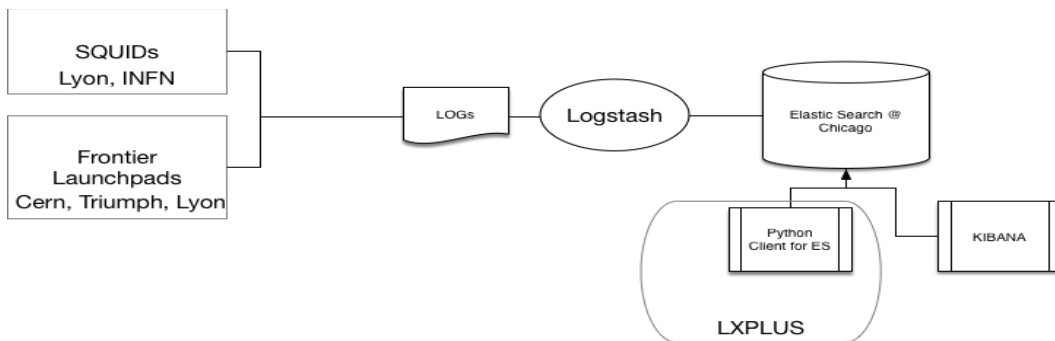 SQUIDs
Lyon, INFN
Frontier
Launchpads
Cern, Triumph, Lyon
LOGs
Logstash
Elastic Search @
Chicago
Python
Client for ES
KIBANA
LXPLUS